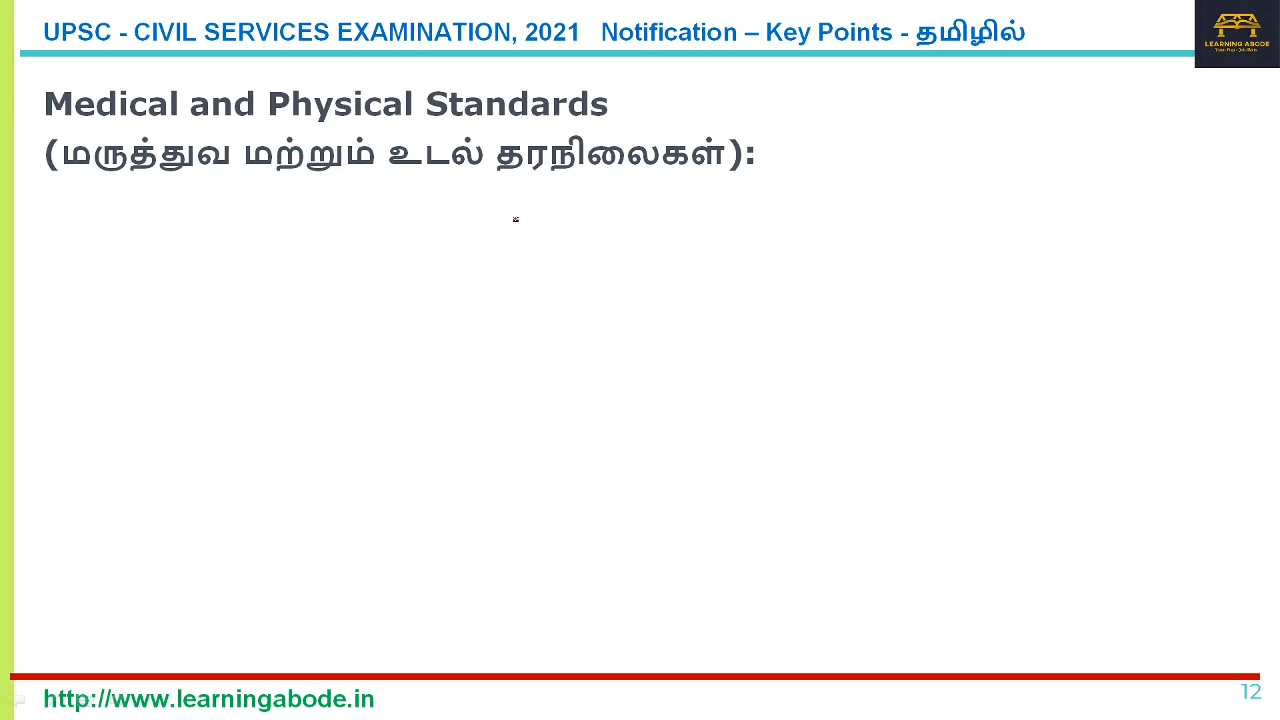 UPSC - CIVIL SERVICES EXAMINATION, 2021 Notification – Key Points - தமிழில்
LEARNING ABODE
Medical and Physical Standards
(மருத்துவ மற்றும் உடல் தரநிலைகள்):
http://www.learningabode.in
12